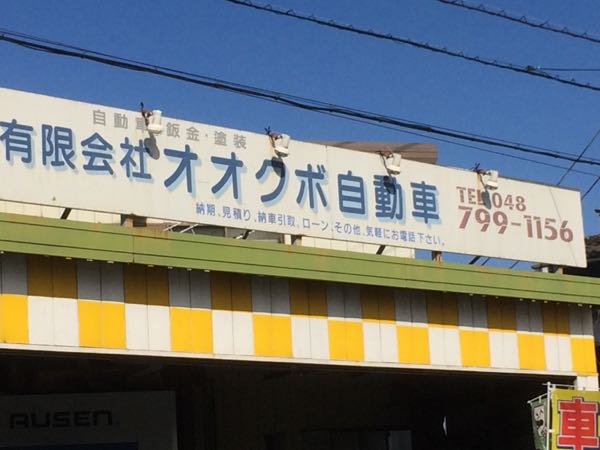 自動車 鈑金・塗装
有限会社オオクボ自動車
納期、見積り、納車引取、ローン、その他、気軽にお電話下さい。
TEL 048
799-1156
AUSEN
車